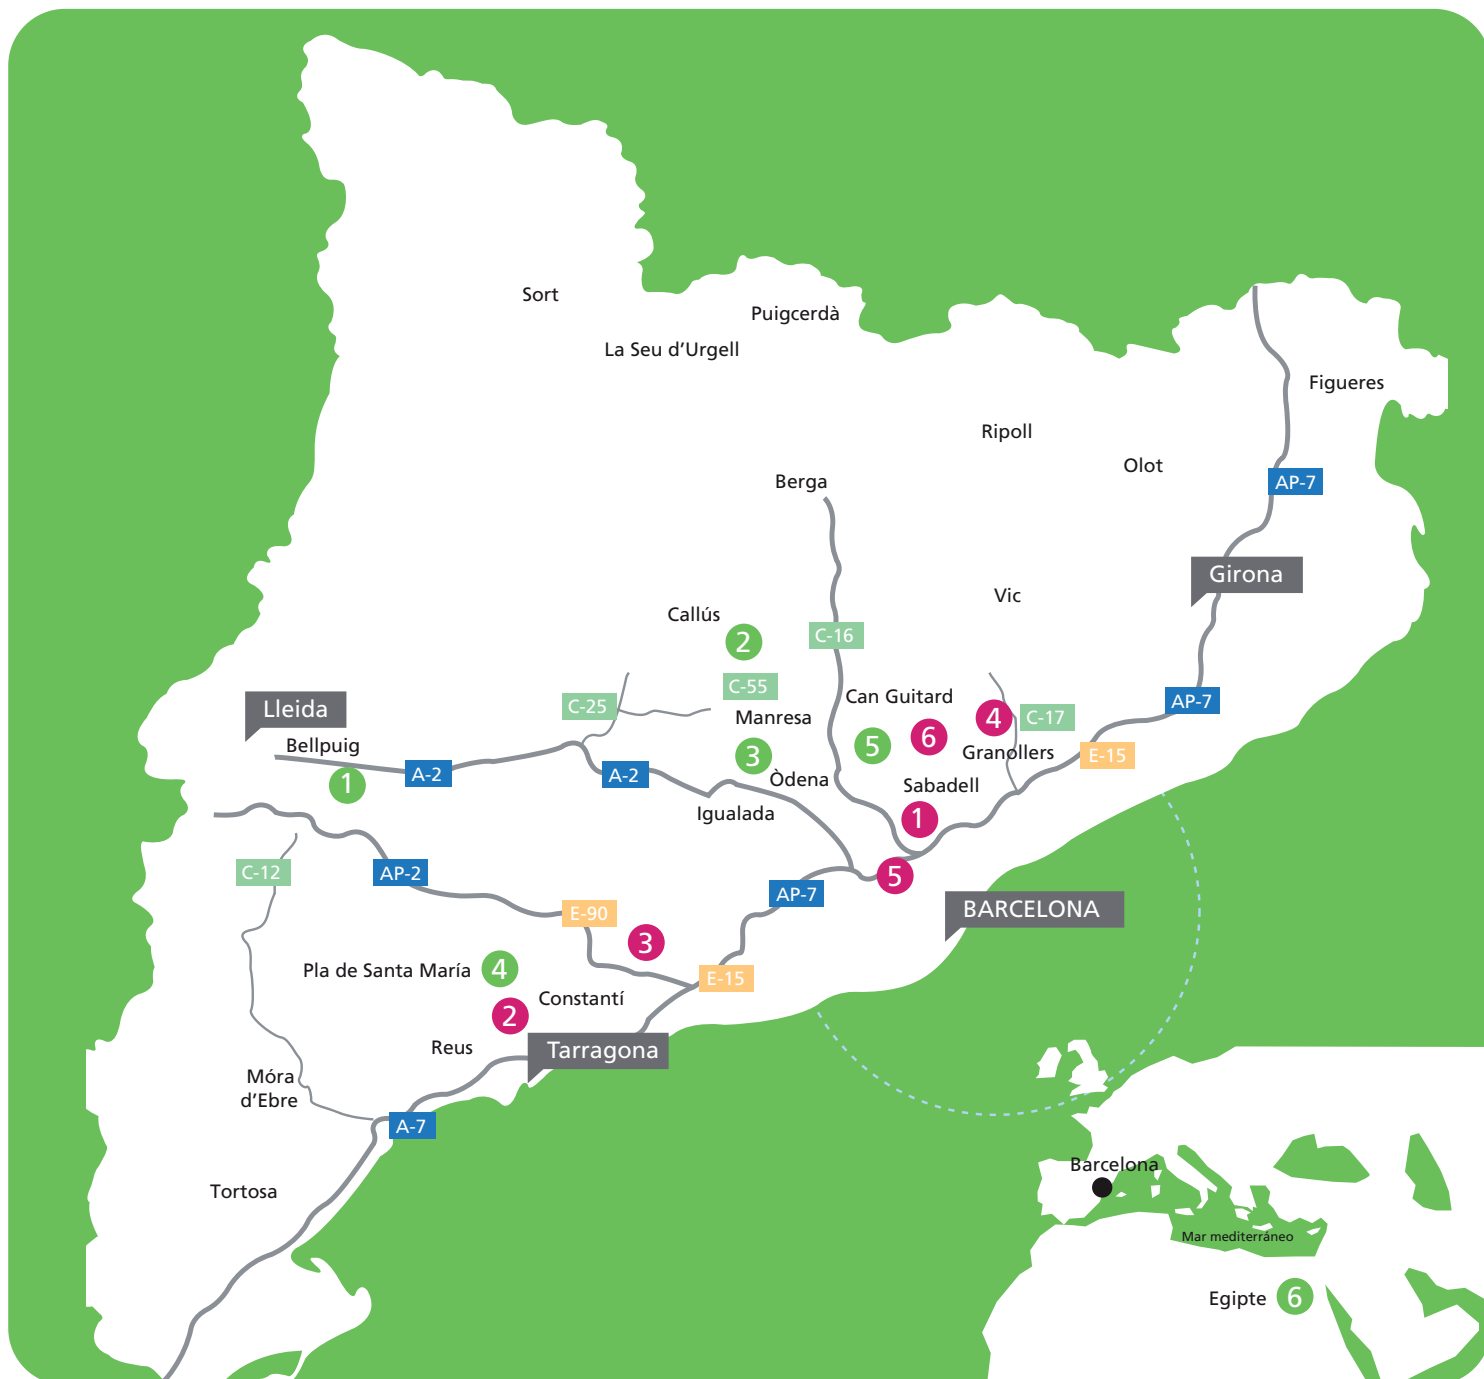 Sort
Puigcerdà
La Seu d’Urgell
Figueres
Ripoll
Olot
Berga
AP-7
Girona
Vic
Callús
2
C-16
C-55
Can Guitard
AP-7
Lleida
C-25
Manresa
4
C-17
Bellpuig
5
6
Granollers
E-15
1
A-2
A-2
3
Òdena
Sabadell
Igualada
1
C-12
AP-2
5
AP-7
BARCELONA
E-90
3
Pla de Santa María
4
E-15
Constantí
2
Reus
Tarragona
Móra
d’Ebre
A-7
Tortosa
Barcelona
Mar mediterráneo
Egipte
6